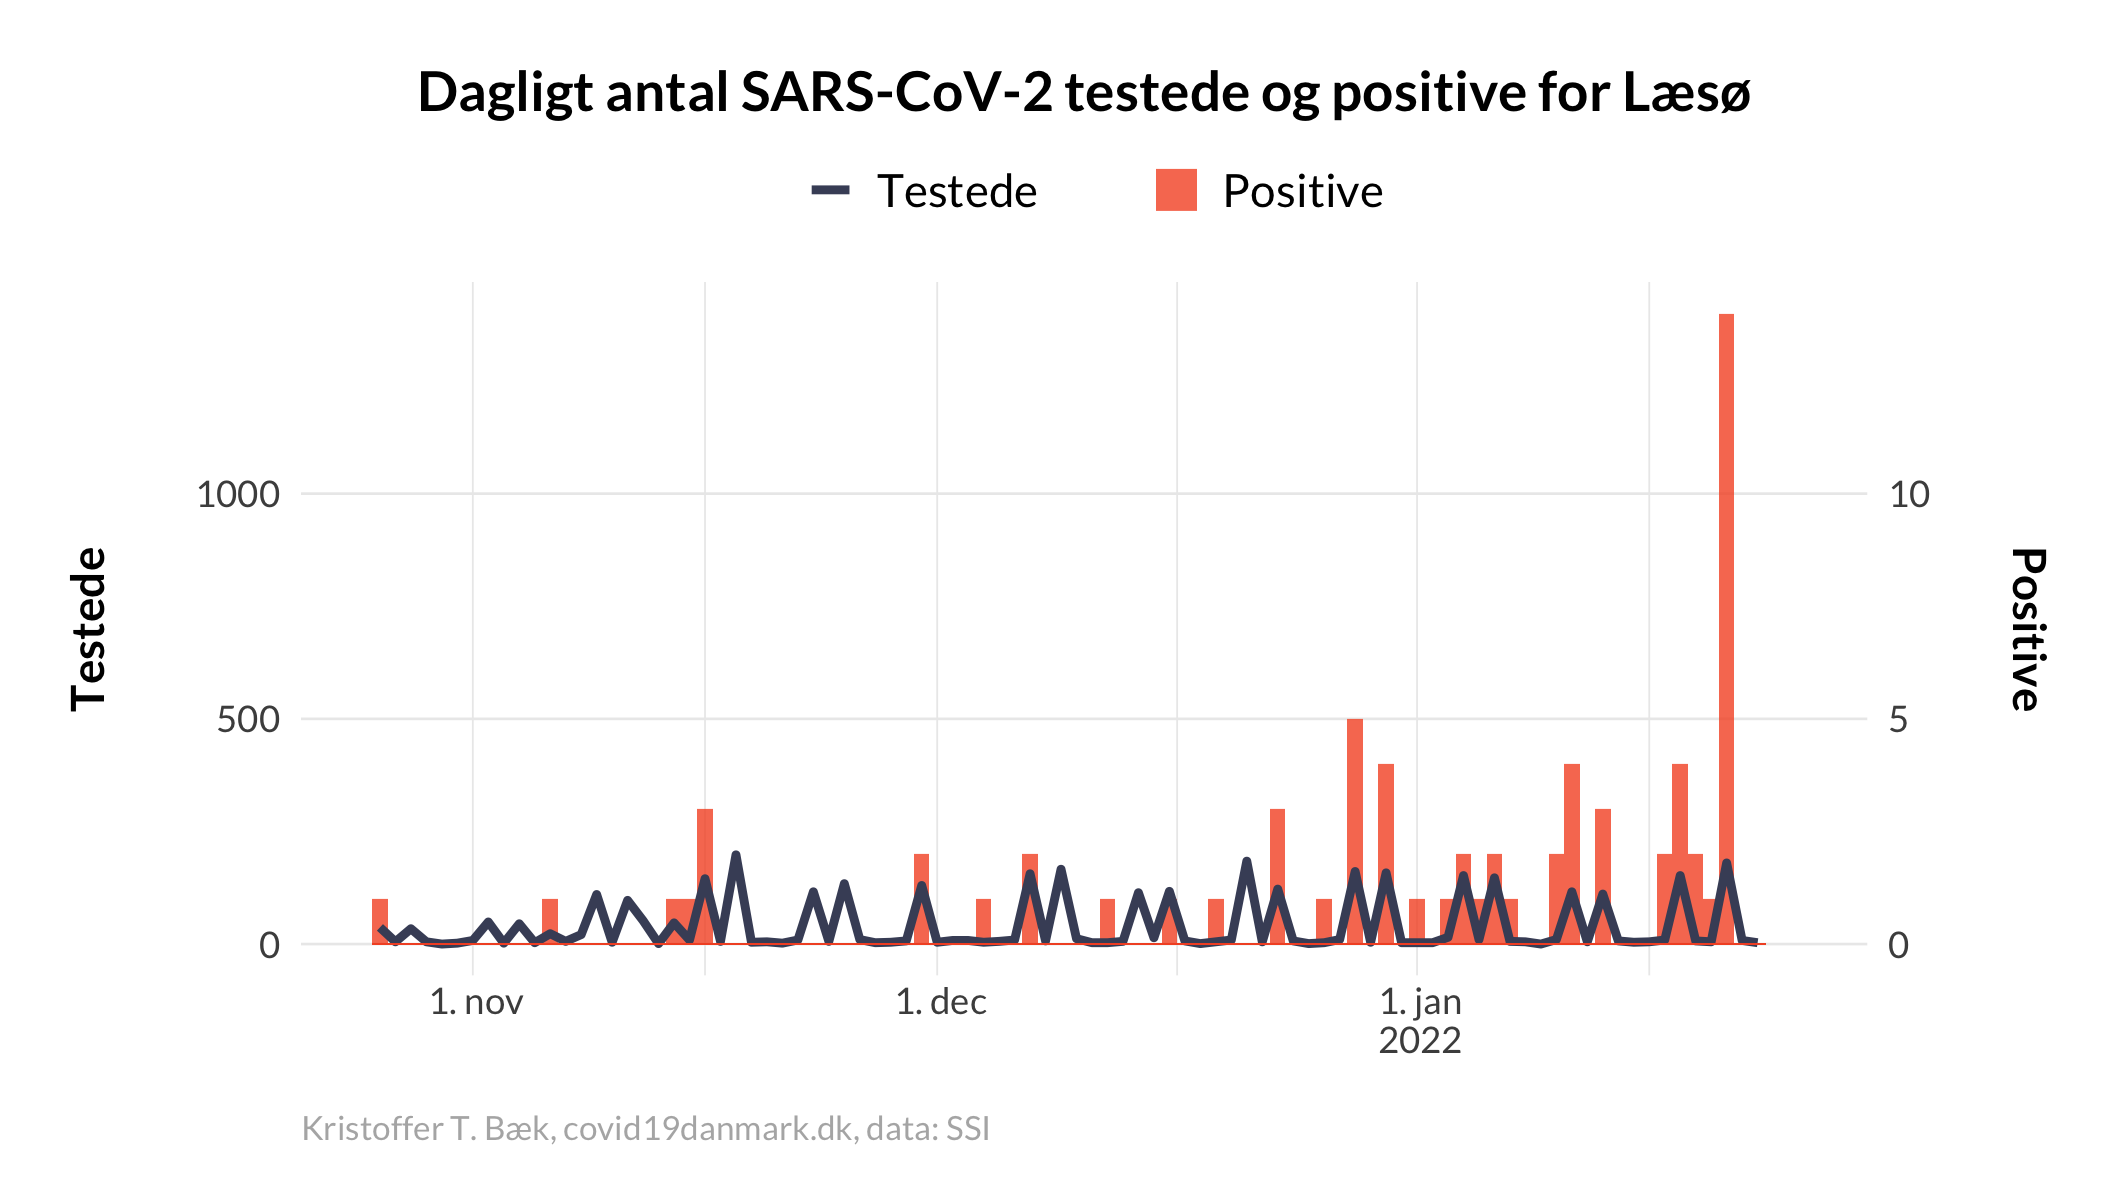 Dagligt antal SARS-CoV-2 testede og positive for Læsø
Testede
Positive
1000
500
0
Testede
10
5
0
Positive
1. nov
1. dec
1. jan
2022
Kristoffer T. Bæk, covid19danmark.dk, data: SSI